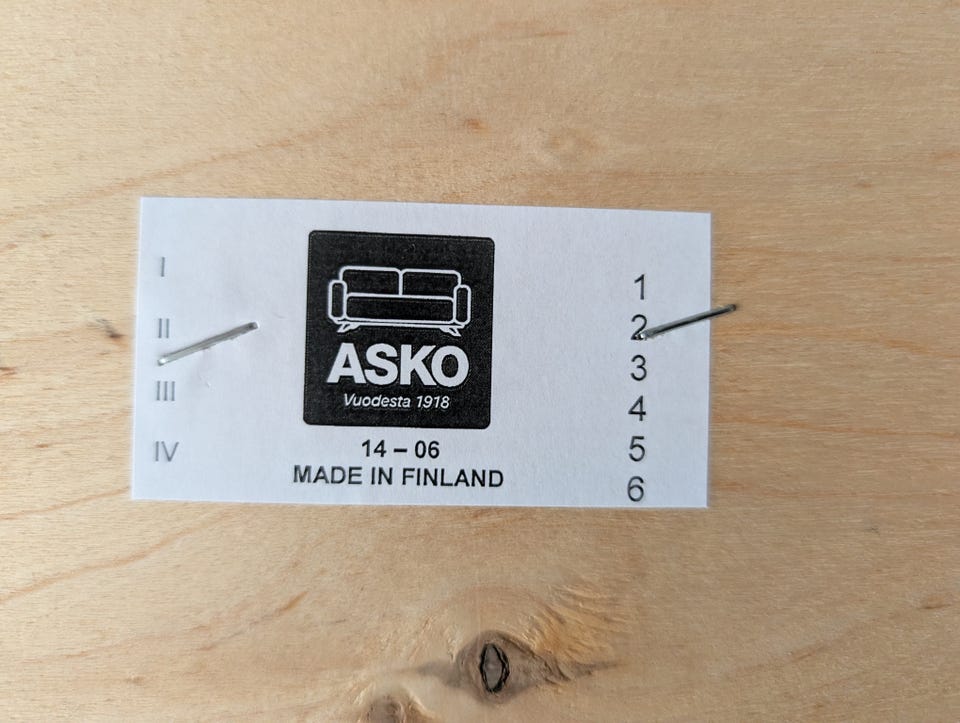 I
II
III
IV
ASKO
Vuodesta 1918
14 – 06
MADE IN FINLAND
1
2
3
4
5
6